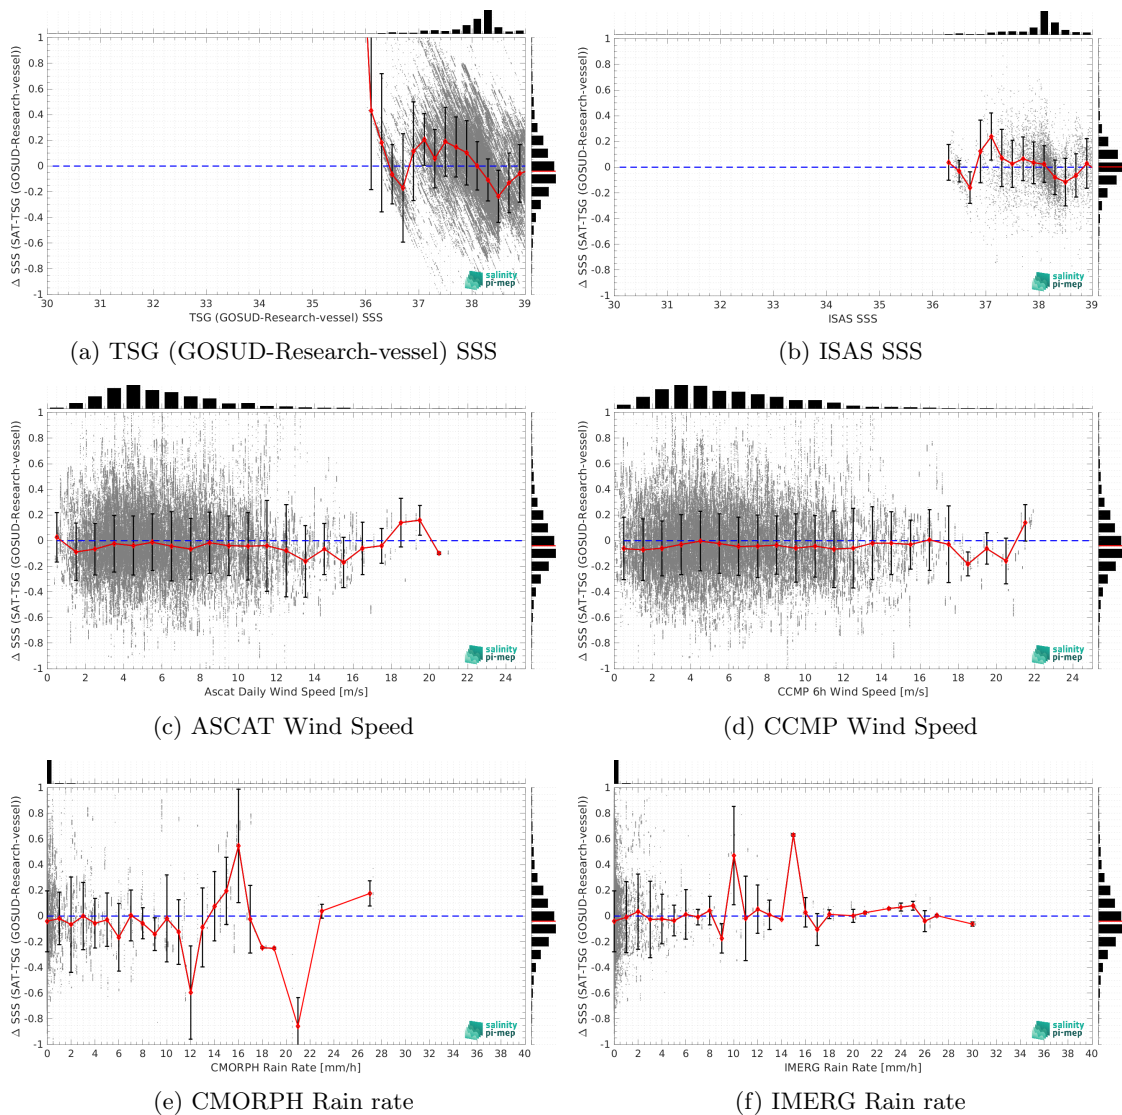 Δ SSS (SAT-TSG (GOSUD-Research-vessel))
1
0.8
0.6
0.4
0.2
0
-0.2
-0.4
-0.6
-0.8
-1
30 31 32 33 34 35 36 37 38 39
TSG (GOSUD-Research-vessel) SSS
salinity
pi-mep
(a) TSG (GOSUD-Research-vessel) SSS
Δ SSS (SAT-TSG (GOSUD-Research-vessel))
1
0.8
0.6
0.4
0.2
0
-0.2
-0.4
-0.6
-0.8
-1
30 31 32 33 34 35 36 37 38 39
ISAS SSS
salinity
pi-mep
(b) ISAS SSS
Δ SSS (SAT-TSG (GOSUD-Research-vessel))
1
0.8
0.6
0.4
0.2
0
-0.2
-0.4
-0.6
-0.8
-1
0 2 4 6 8 10 12 14 16 18 20 22 24
Ascat Daily Wind Speed [m/s]
salinity
pi-mep
(c) ASCAT Wind Speed
Δ SSS (SAT-TSG (GOSUD-Research-vessel))
1
0.8
0.6
0.4
0.2
0
-0.2
-0.4
-0.6
-0.8
-1
0 2 4 6 8 10 12 14 16 18 20 22 24
CCMP 6h Wind Speed [m/s]
salinity
pi-mep
(d) CCMP Wind Speed
Δ SSS (SAT-TSG (GOSUD-Research-vessel))
1
0.8
0.6
0.4
0.2
0
-0.2
-0.4
-0.6
-0.8
-1
0 2 4 6 8 10 12 14 16 18 20 22 24 26 28 30 32 34 36 38 40
CMORPH Rain Rate [mm/h]
salinity
pi-mep
(e) CMORPH Rain rate
Δ SSS (SAT-TSG (GOSUD-Research-vessel))
1
0.8
0.6
0.4
0.2
0
-0.2
-0.4
-0.6
-0.8
-1
0 2 4 6 8 10 12 14 16 18 20 22 24 26 28 30 32 34 36 38 40
IMERG Rain Rate [mm/h]
salinity
pi-mep
(f) IMERG Rain rate